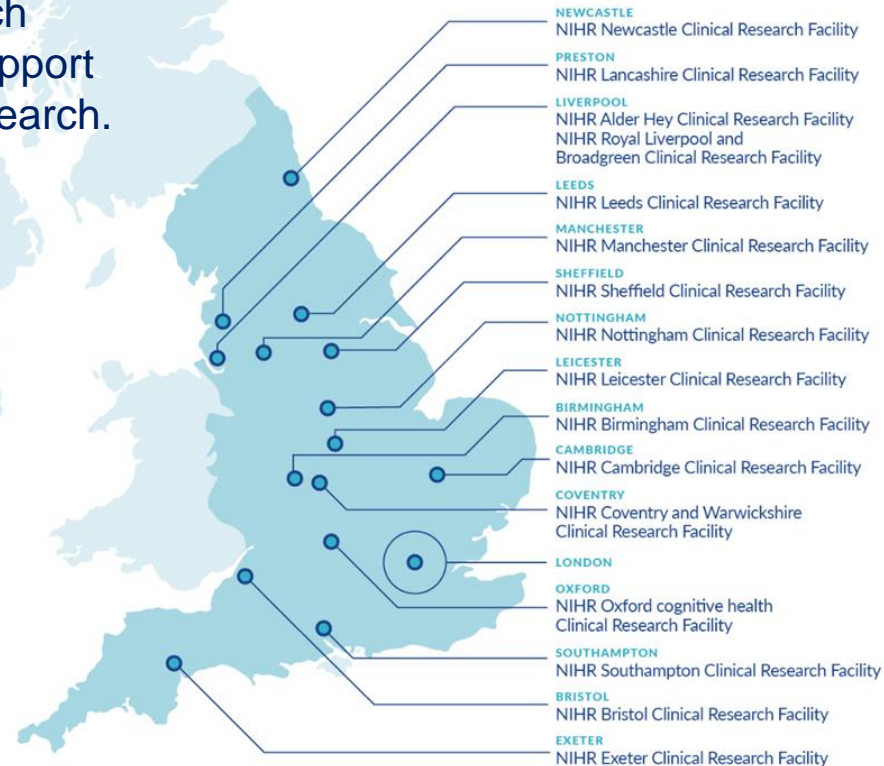 ch
pport
search.
NEWCASTLE
NIHR Newcastle Clinical Research Facility
PRESTON
NIHR Lancashire Clinical Research Facility
LIVERPOOL
NIHR Alder Hey Clinical Research Facility
NIHR Royal Liverpool and
Broadgreen Clinical Research Facility
LEEDS
NIHR Leeds Clinical Research Facility
MANCHESTER
NIHR Manchester Clinical Research Facility
SHEFFIELD
NIHR Sheffield Clinical Research Facility
NOTTINGHAM
NIHR Nottingham Clinical Research Facility
LEICESTER
NIHR Leicester Clinical Research Facility
BIRMINGHAM
NIHR Birmingham Clinical Research Facility
CAMBRIDGE
NIHR Cambridge Clinical Research Facility
COVENTRY
NIHR Coventry and Warwickshire
Clinical Research Facility
LONDON
OXFORD
NIHR Oxford cognitive health
Clinical Research Facility
SOUTHAMPTON
NIHR Southampton Clinical Research Facility
BRISTOL
NIHR Bristol Clinical Research Facility
EXETER
NIHR Exeter Clinical Research Facility